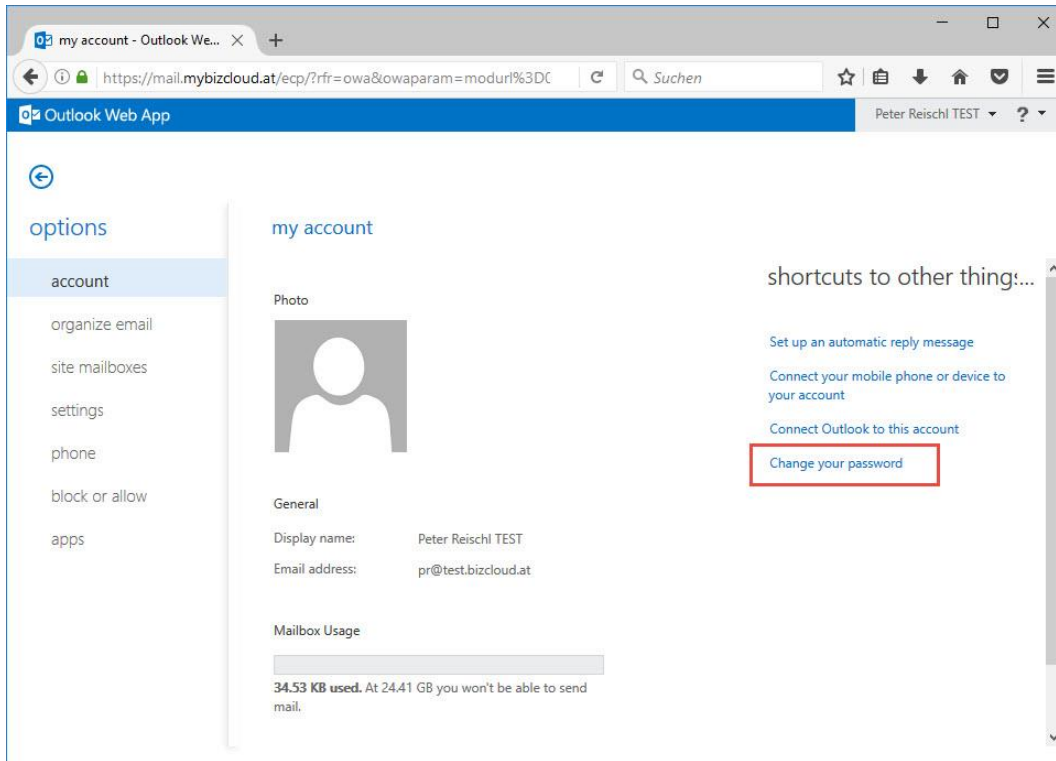 my account - Outlook We...
https://mail.mybizcloud.at/ecp/?rfr=owa&owaparam=modurl%3D0
Suchen
Outlook Web App
Peter Reischl TEST
?
options
my account
account
organize email
site mailboxes
settings
phone
block or allow
apps
Photo
General
Display name: Peter Reischl TEST
Email address: pr@test.bizcloud.at
Mailbox Usage
34.53 KB used. At 24.41 GB you won't be able to send
mail.
shortcuts to other things...
Set up an automatic reply message
Connect your mobile phone or device to
your account
Connect Outlook to this account
Change your password